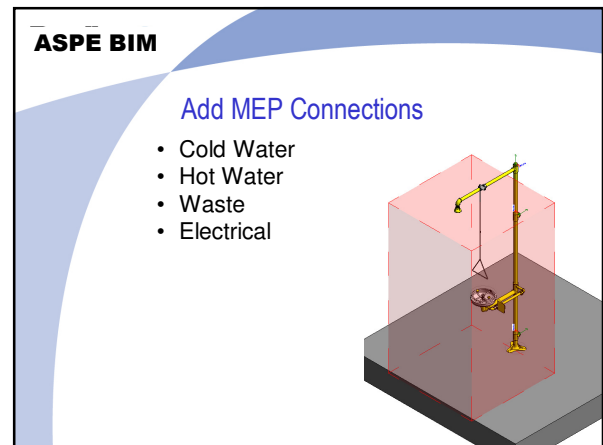 ASPE BIM
Add MEP Connections
• Cold Water
• Hot Water
• Waste
• Electrical